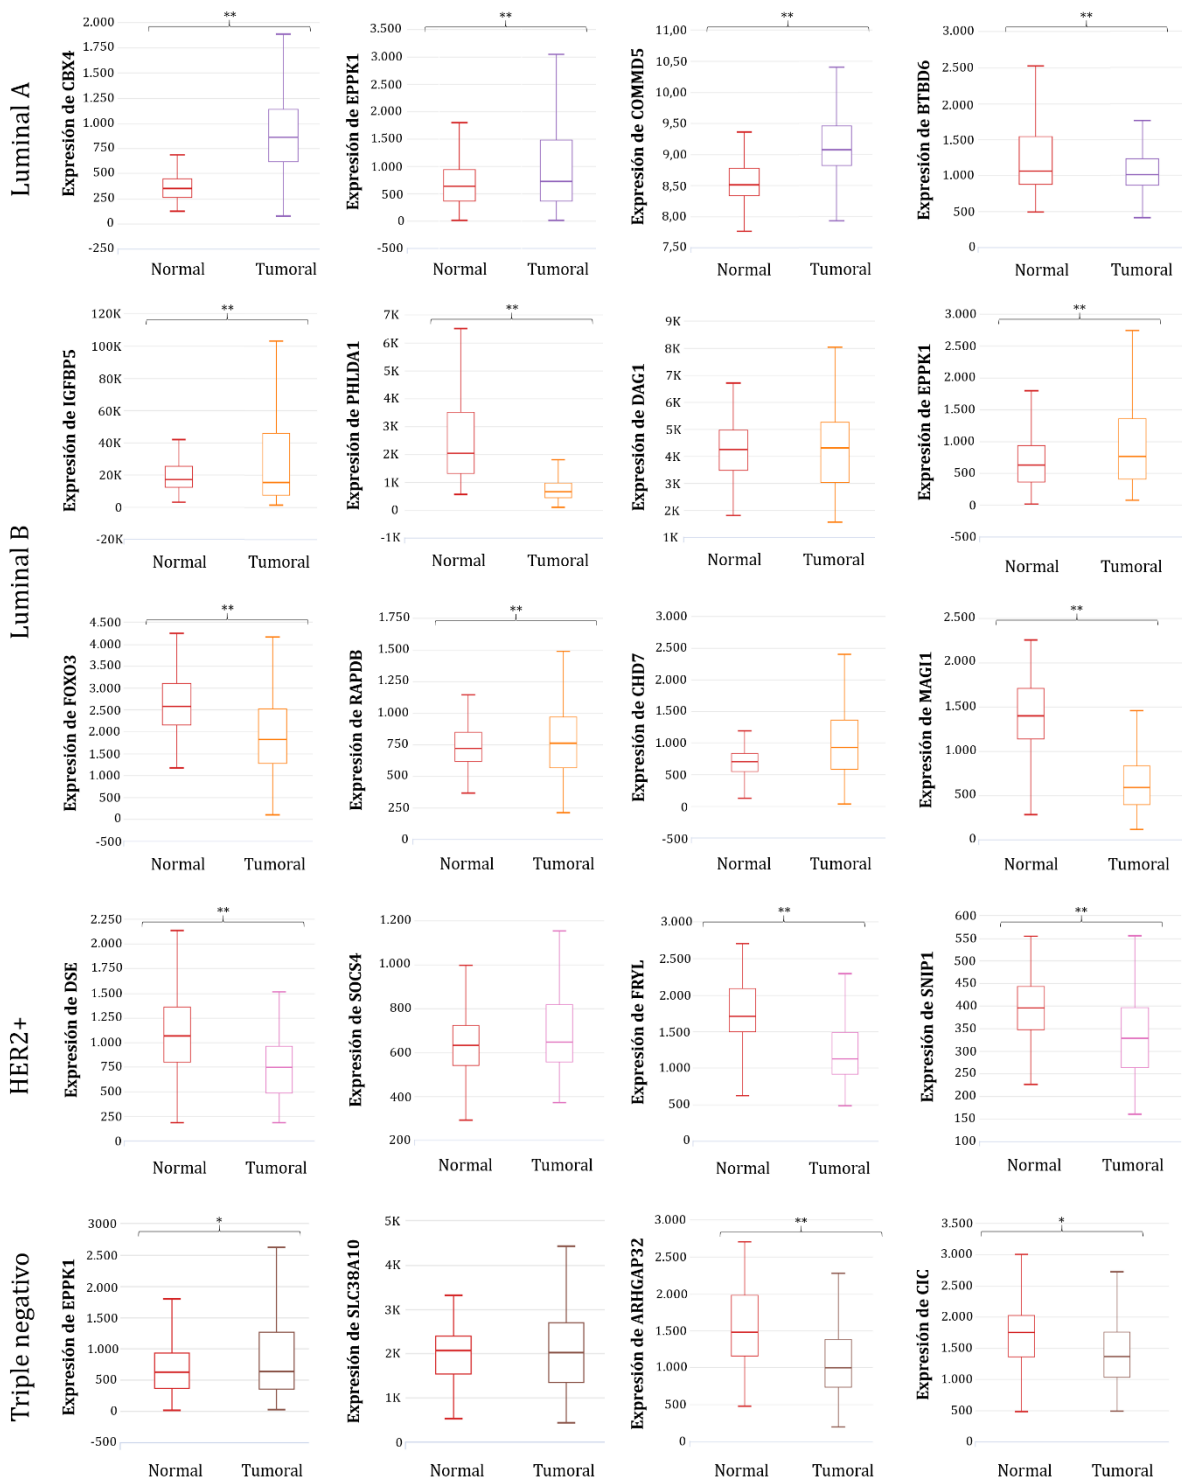 Luminal A
Expresión de CBX4
**
2.000
1.750
1.500
1.250
1.000
750
500
250
0
-250
Normal Tumoral
Expresión de EPPK1
**
3.500
3.000
2.500
2.000
1.500
1.000
500
0
-500
Normal Tumoral
Expresión de COMMD5
**
11,00
10,50
10,00
9,50
9,00
8,50
8,00
7,50
Normal Tumoral
Expresión de BTBD6
**
3.000
2.500
2.000
1.500
1.000
500
0
Normal Tumoral
Luminal B
Expresión de IGFBP5
**
120K
100K
80K
60K
40K
20K
0
-20K
Normal Tumoral
Expresión de PHLDA1
**
7K
6K
5K
4K
3K
2K
1K
0
-1K
Normal Tumoral
Expresión de DAG1
9K
8K
7K
6K
5K
4K
3K
2K
1K
Normal Tumoral
Expresión de EPPK1
**
3.000
2.500
2.000
1.500
1.000
500
0
-500
Normal Tumoral
Expresión de FOXO3
**
4.500
4.000
3.500
3.000
2.500
2.000
1.500
1.000
500
0
-500
Normal Tumoral
Expresión de RAPDB
**
1.750
1.500
1.250
1.000
750
500
250
0
Normal Tumoral
Expresión de CHD7
3.000
2.500
2.000
1.500
1.000
500
0
-500
Normal Tumoral
Expresión de MAGI1
**
2.500
2.000
1.500
1.000
500
0
Normal Tumoral
HER2+
Expresión de DSE
**
2.250
2.000
1.750
1.500
1.250
1.000
750
500
250
0
Normal Tumoral
Expresión de SOCS4
1.200
1.000
800
600
400
200
Normal Tumoral
Expresión de FRYL
**
3.000
2.500
2.000
1.500
1.000
500
0
Normal Tumoral
Expresión de SNIP1
**
600
550
500
450
400
350
300
250
200
150
100
Normal Tumoral
Triple negativo
Expresión de EPPK1
*
3000
2.500
2.000
1.500
1.000
500
0
-500
Normal Tumoral
Expresión de SLC38A10
5K
4K
3K
2K
1K
0
Normal Tumoral
Expresión de ARHGAP32
**
3.000
2.500
2.000
1.500
1.000
500
0
Normal Tumoral
Expresión de CIC
*
3.500
3.000
2.500
2.000
1.500
1.000
500
0
Normal Tumoral